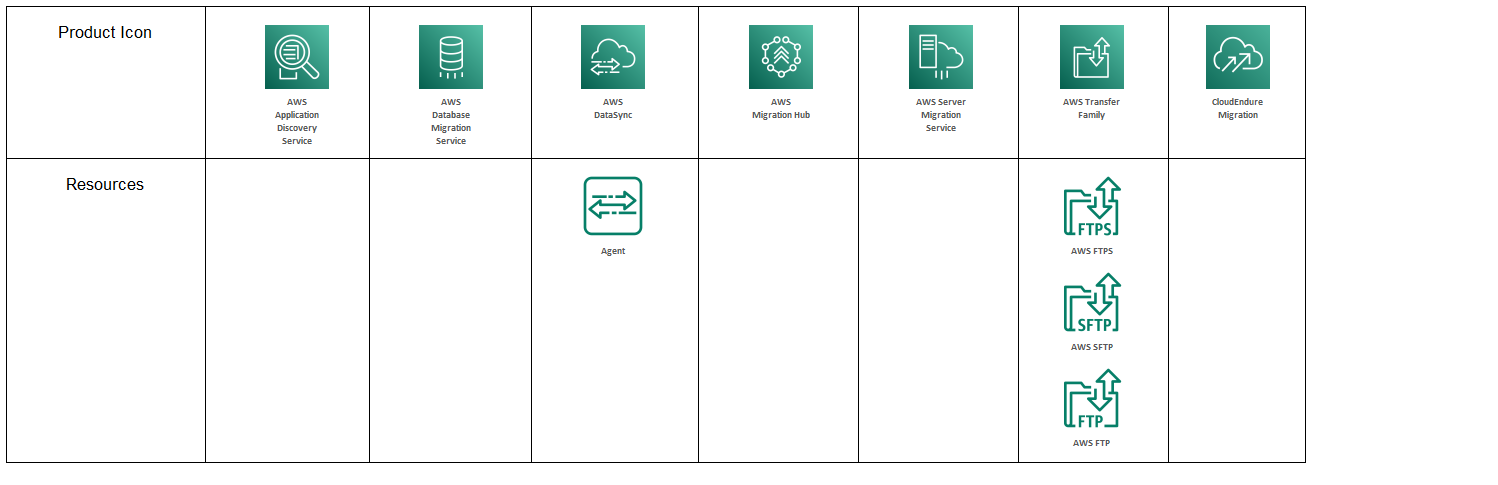 Product Icon
AWS
Application
Discovery
Service
AWS
Database
Migration
Service
AWS
DataSync
AWS
Migration Hub
AWS Server
Migration
Service
AWS Transfer
Family
CloudEndure
Migration
Resources
Agent
FTPS
AWS FTPS
SFTP
AWS SFTP
FTP
AWS FTP